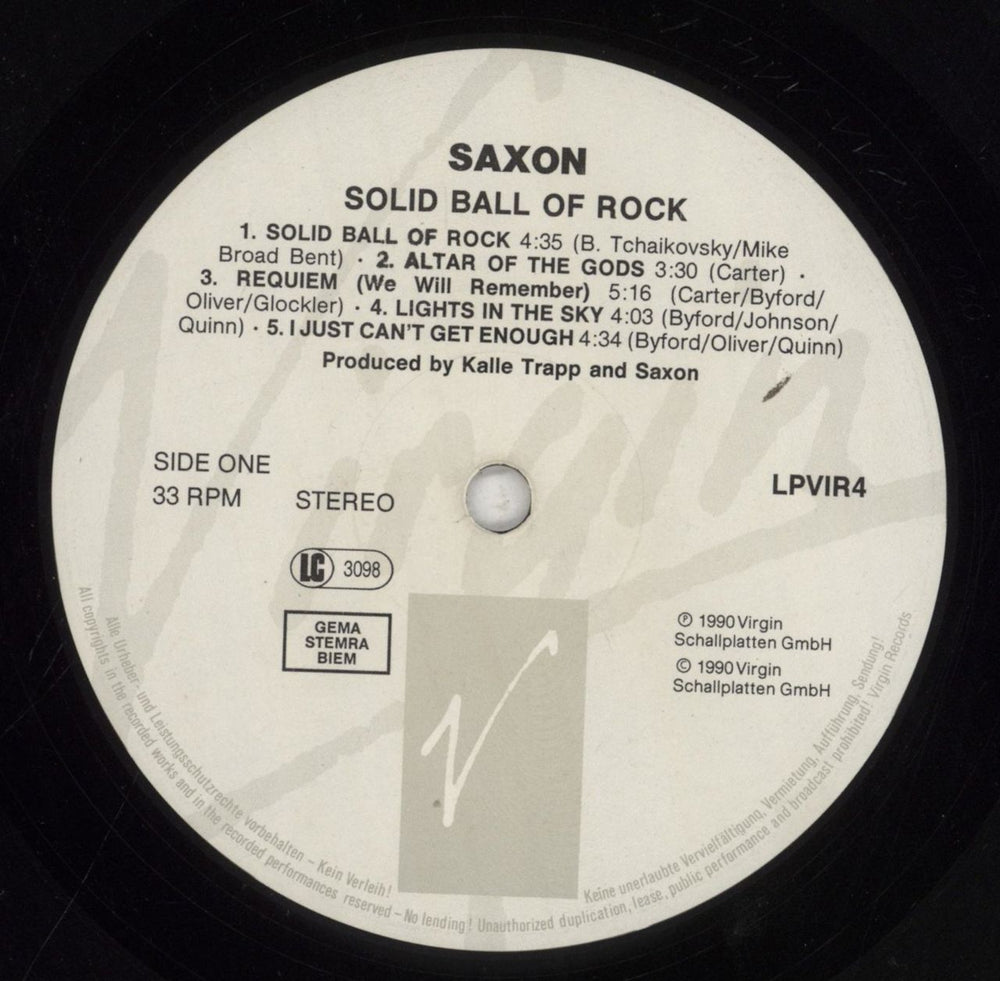 SAXON
SOLID BALL OF ROCK
1. SOLID BALL OF ROCK 4:35 (B. Tchaikovsky/Mike
Broad Bent) · 2. ALTAR OF THE GODS 3:30 (Carter) ·
3. REQUIEM (We Will Remember) 5:16 (Carter/Byford/
Oliver/Glockler) · 4. LIGHTS IN THE SKY 4:03 (Byford/Johnson/
Quinn) · 5. I JUST CAN'T GET ENOUGH 4:34 (Byford/Oliver/Quinn)
Produced by Kalle Trapp and Saxon
SIDE ONE
33 RPM STEREO
LPVIR4
LC 3098
GEMA
STEMRA
BIEM
℗ 1990 Virgin
Schallplatten GmbH
© 1990 Virgin
Schallplatten GmbH
Virgin
V
Alle Urheber- und Leistungsschutzrechte vorbehalten – Kein Verleih! Keine unerlaubte Vervielfältigung, Vermietung, Aufführung, Sendung!
All copyrights in the recorded works and in the recorded performances reserved – No lending! Unauthorized duplication, lease, public performance and broadcast prohibited! Virgin Records